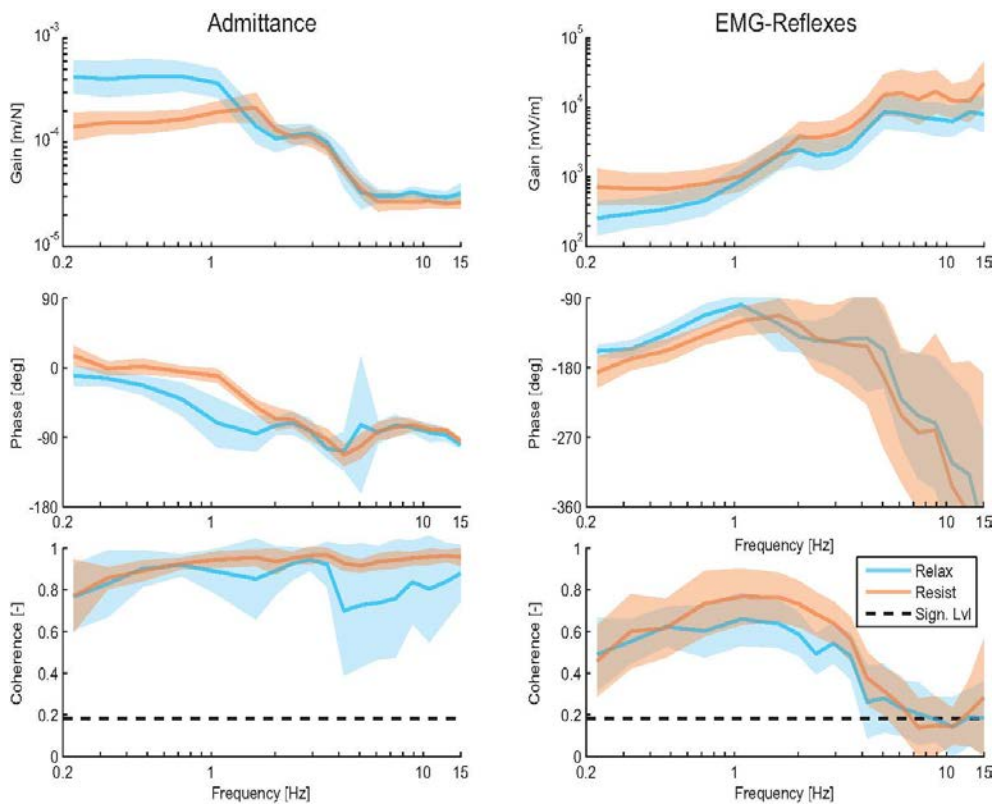 Admittance
EMG-Reflexes
Gain [m/N]
10^-3
10^-4
10^-5
0.2 1 10 15
Gain [mV/m]
10^5
10^4
10^3
10^2
0.2 1 10 15
Phase [deg]
90
0
-90
-180
0.2 1 10 15
Phase [deg]
-90
-180
-270
-360
0.2 1 10 15
Frequency [Hz]
Coherence [-]
1
0.8
0.6
0.4
0.2
0
0.2 1 10 15
Frequency [Hz]
Coherence [-]
1
0.8
0.6
0.4
0.2
0
0.2 1 10 15
Frequency [Hz]
Relax
Resist
Sign. Lvl